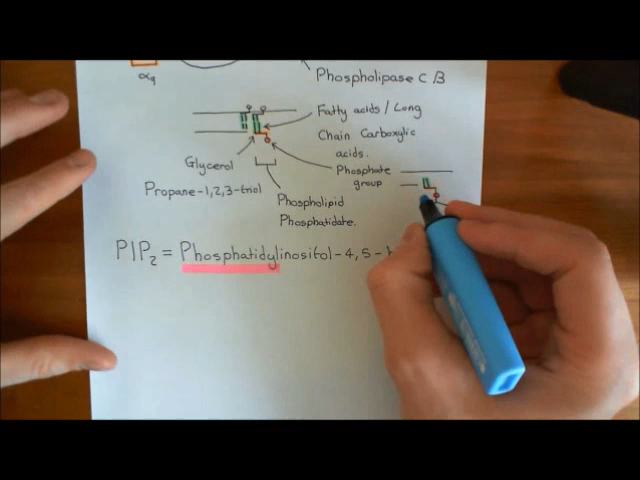 αq
Phospholipase C B
Fatty acids / Long
Chain Carboxylic
acids.
Glycerol
Phosphate
group
Propane-1,2,3-triol
Phospholipid
Phosphatidate.
PIP2 = Phosphatidylinositol-4,5-